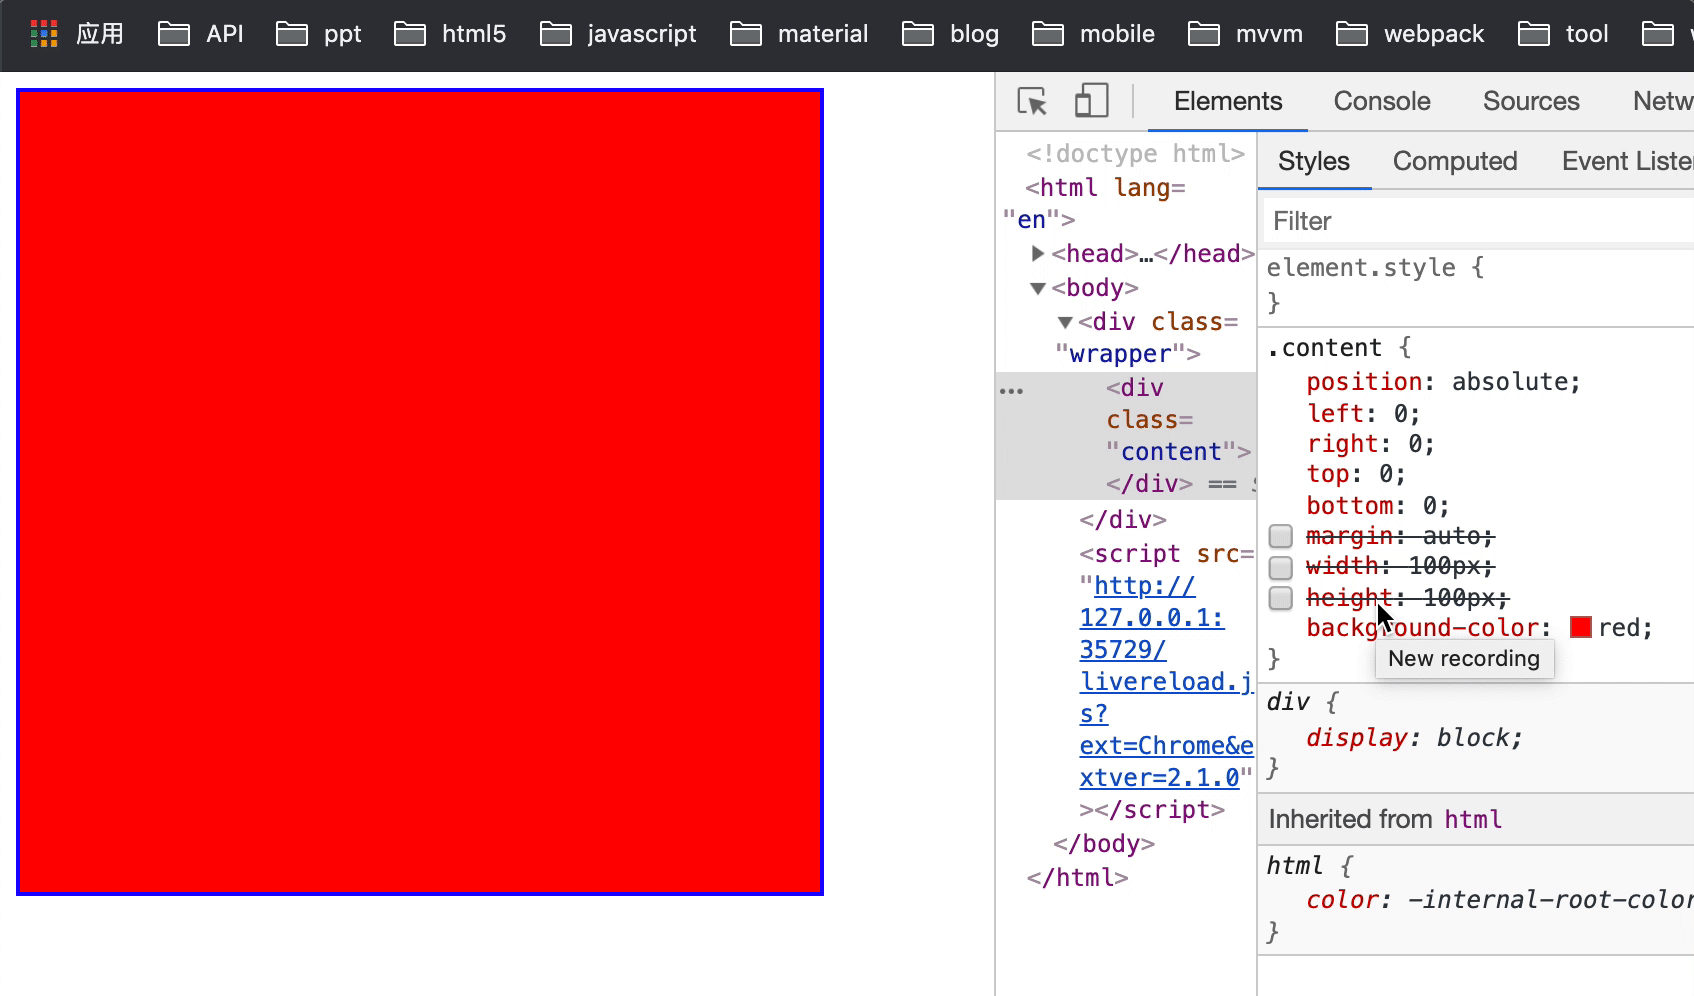 应用 API ppt html5 javascript material blog mobile mvvm webpack tool
Elements Console Sources Netw
<!doctype html>
<html lang=
"en">
<head>…</head>
<body>
<div class=
"wrapper">
<div
class=
"content">
</div> ==
</div>
<script src=
"http://
127.0.0.1:
35729/
livereload.j
s?
ext=Chrome&e
xtver=2.1.0"
></script>
</body>
</html>
Styles Computed Event Liste
Filter
element.style {
}
.content {
position: absolute;
left: 0;
right: 0;
top: 0;
bottom: 0;
margin: auto;
width: 100px;
height: 100px;
background-color: red;
}
New recording
div {
display: block;
}
Inherited from html
html {
color: -internal-root-color
}